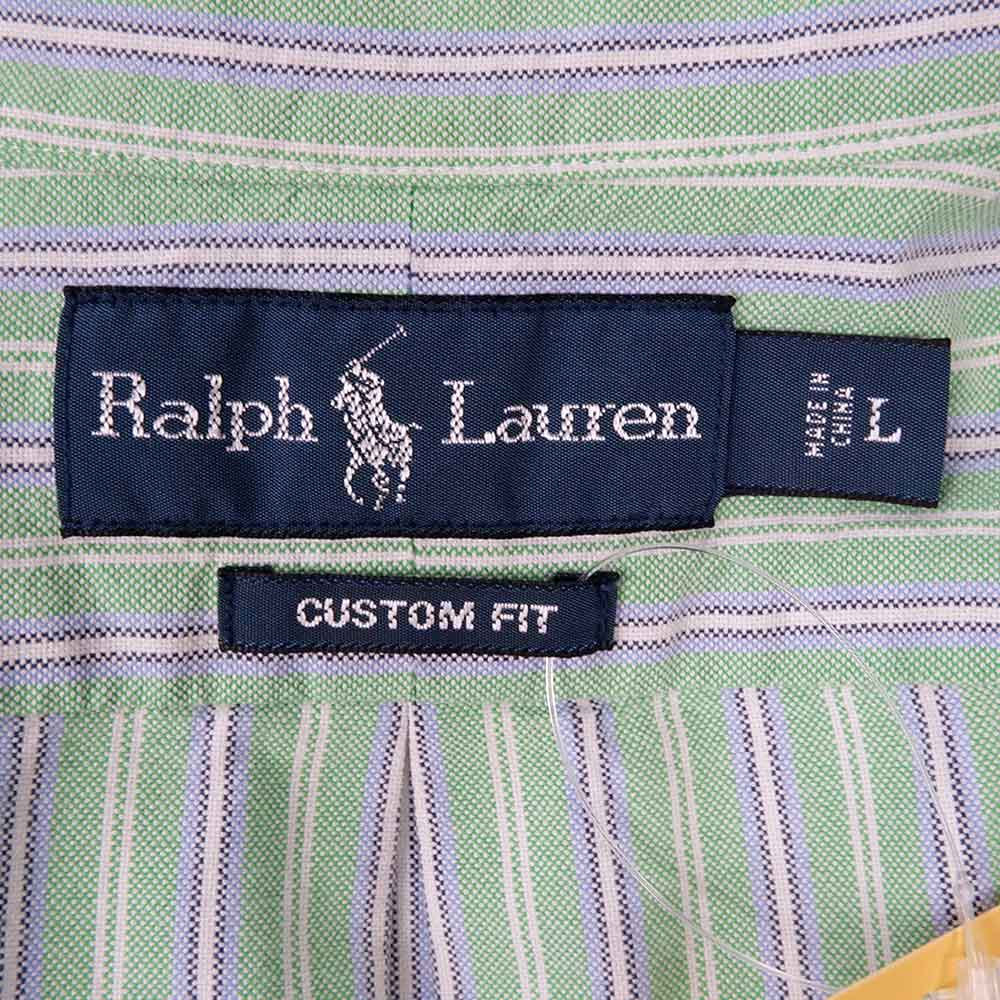 Ralph Lauren
MADE IN
CHINA
L
CUSTOM FIT